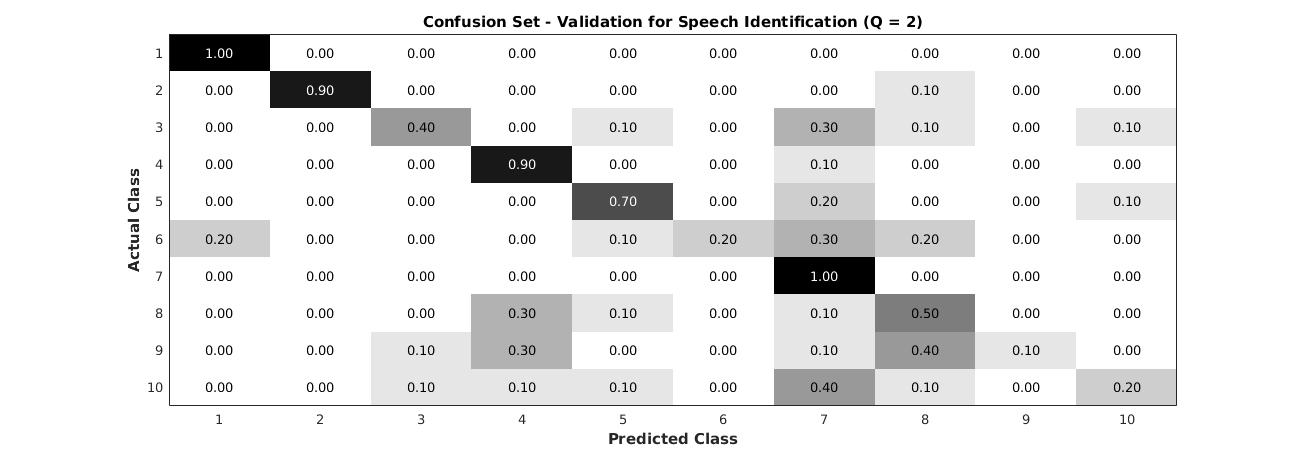 Confusion Set - Validation for Speech Identification (Q = 2)
1 1.00 0.00 0.00 0.00 0.00 0.00 0.00 0.00 0.00 0.00
2 0.00 0.90 0.00 0.00 0.00 0.00 0.00 0.10 0.00 0.00
3 0.00 0.00 0.40 0.00 0.10 0.00 0.30 0.10 0.00 0.10
4 0.00 0.00 0.00 0.90 0.00 0.00 0.10 0.00 0.00 0.00
5 0.00 0.00 0.00 0.00 0.70 0.00 0.20 0.00 0.00 0.10
6 0.20 0.00 0.00 0.00 0.10 0.20 0.30 0.20 0.00 0.00
7 0.00 0.00 0.00 0.00 0.00 0.00 1.00 0.00 0.00 0.00
8 0.00 0.00 0.00 0.30 0.10 0.00 0.10 0.50 0.00 0.00
9 0.00 0.00 0.10 0.30 0.00 0.00 0.10 0.40 0.10 0.00
10 0.00 0.00 0.10 0.10 0.10 0.00 0.40 0.10 0.00 0.20
1 2 3 4 5 6 7 8 9 10
Predicted Class
Actual Class